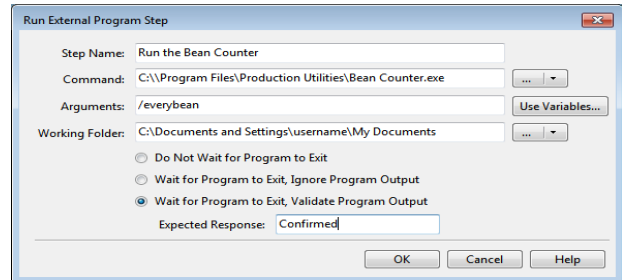 Run External Program Step
Step Name: Run the Bean Counter
Command: C:\\Program Files\Production Utilities\Bean Counter.exe ...
Arguments: /everybean Use Variables...
Working Folder: C:\Documents and Settings\username\My Documents ...
Do Not Wait for Program to Exit
Wait for Program to Exit, Ignore Program Output
Wait for Program to Exit, Validate Program Output
Expected Response: Confirmed
OK Cancel Help